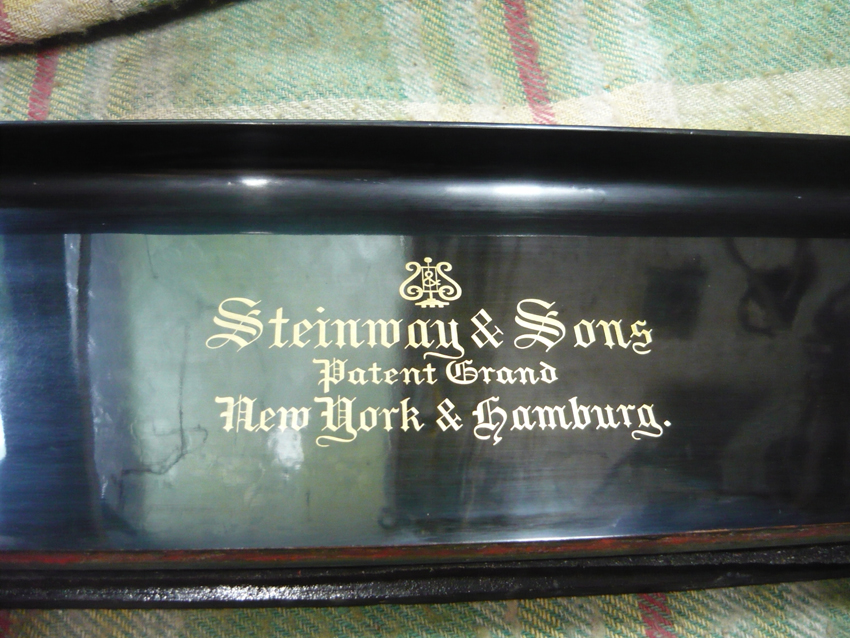 Steinway & Sons
Patent Grand
New York & Hamburg.